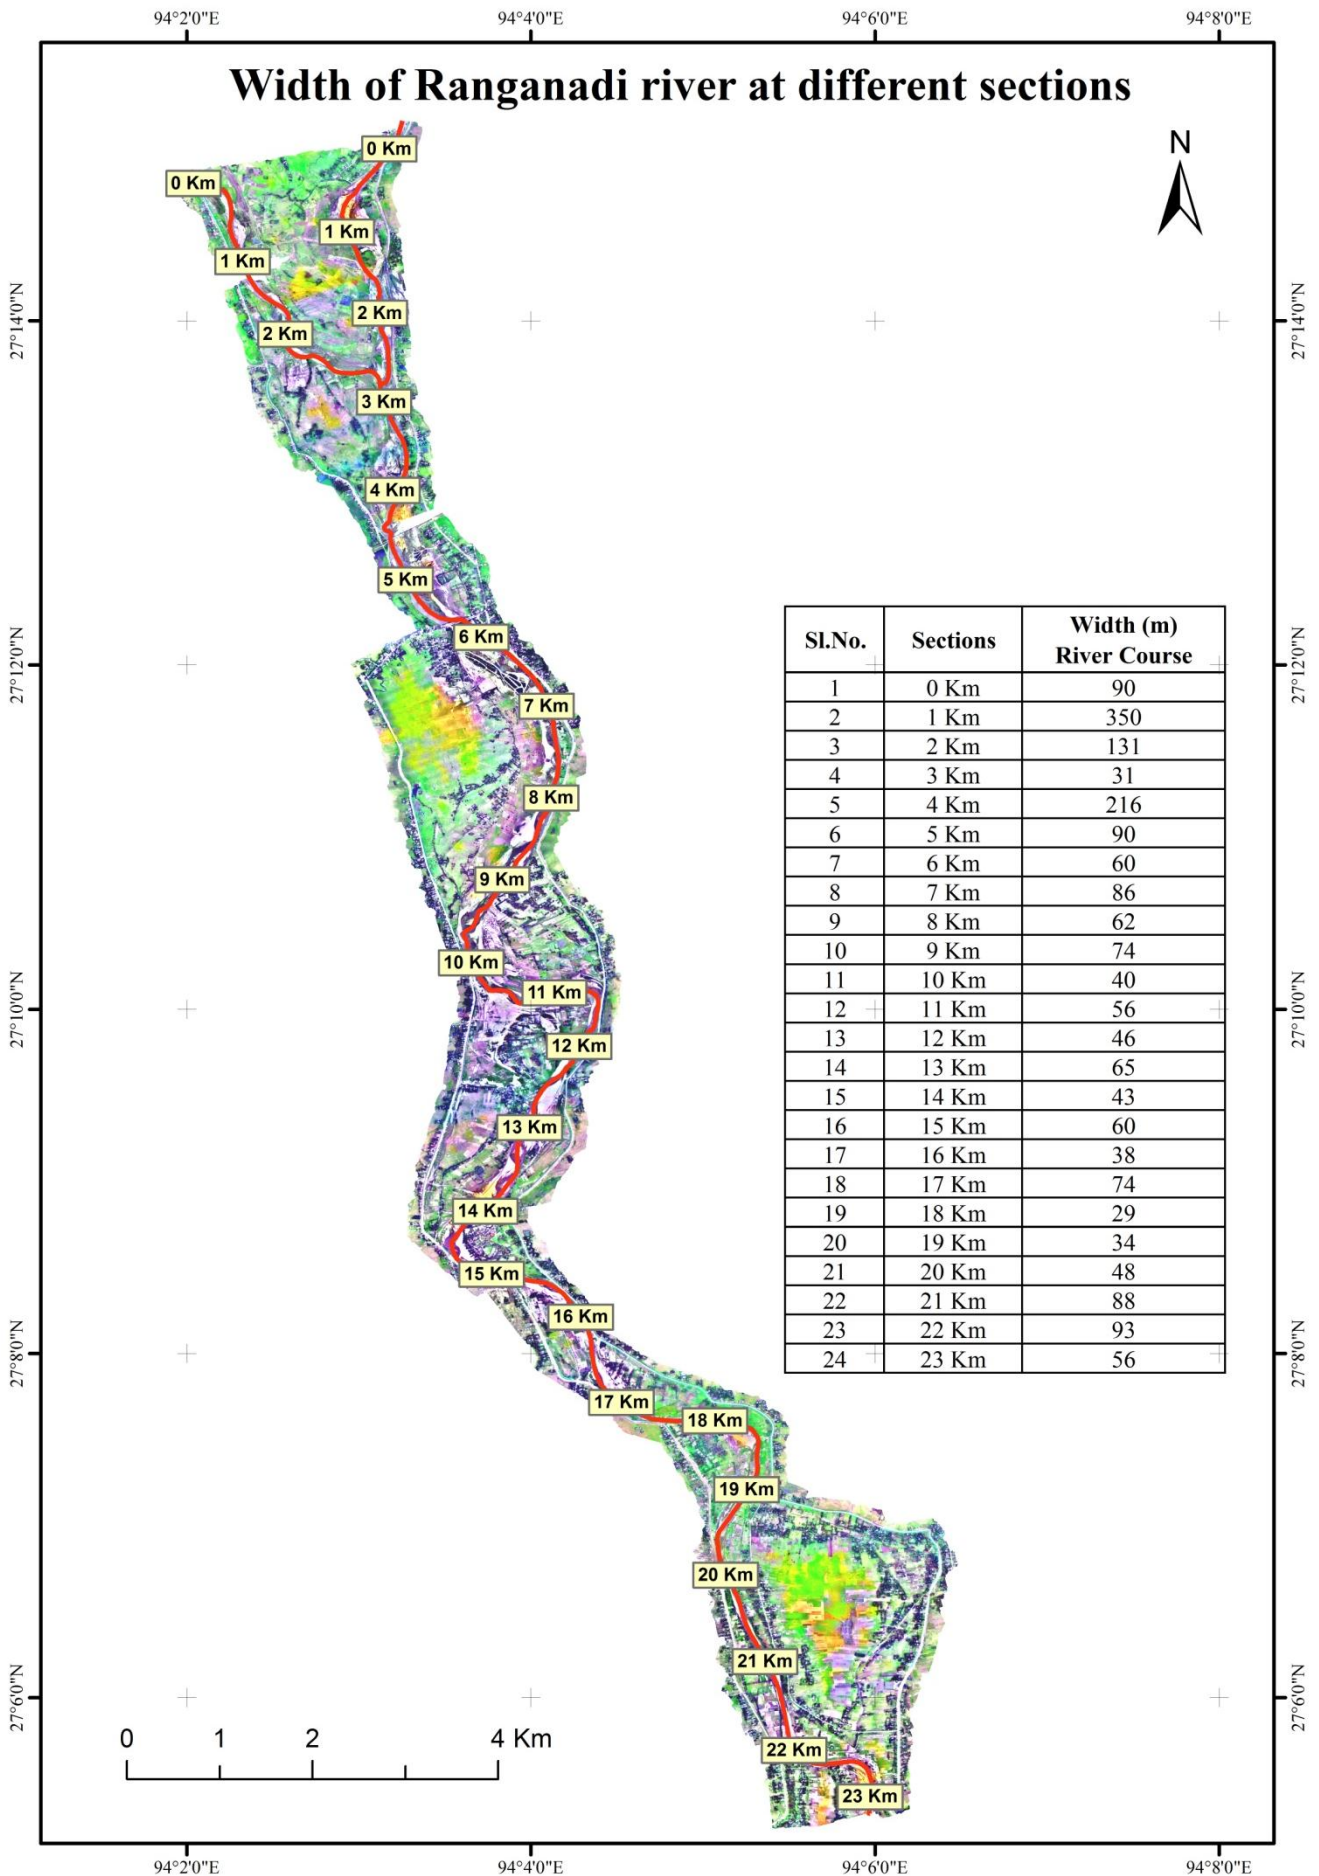 94°2'0"E 94°4'0"E 94°6'0"E 94°8'0"E
Width of Ranganadi river at different sections
N
0 Km
0 Km
1 Km
1 Km
2 Km
2 Km
3 Km
4 Km
5 Km
6 Km
7 Km
8 Km
9 Km
10 Km
11 Km
12 Km
13 Km
14 Km
15 Km
16 Km
17 Km
18 Km
19 Km
20 Km
21 Km
22 Km
23 Km
27°14'0"N 27°14'0"N
27°12'0"N 27°12'0"N
27°10'0"N 27°10'0"N
27°8'0"N 27°8'0"N
27°6'0"N 27°6'0"N
Sl.No. Sections Width (m)
River Course
1 0 Km 90
2 1 Km 350
3 2 Km 131
4 3 Km 31
5 4 Km 216
6 5 Km 90
7 6 Km 60
8 7 Km 86
9 8 Km 62
10 9 Km 74
11 10 Km 40
12 11 Km 56
13 12 Km 46
14 13 Km 65
15 14 Km 43
16 15 Km 60
17 16 Km 38
18 17 Km 74
19 18 Km 29
20 19 Km 34
21 20 Km 48
22 21 Km 88
23 22 Km 93
24 23 Km 56
0 1 2 4 Km
94°2'0"E 94°4'0"E 94°6'0"E 94°8'0"E